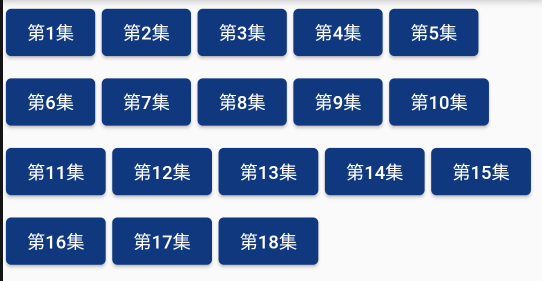 第1集 第2集 第3集 第4集 第5集
第6集 第7集 第8集 第9集 第10集
第11集 第12集 第13集 第14集 第15集
第16集 第17集 第18集